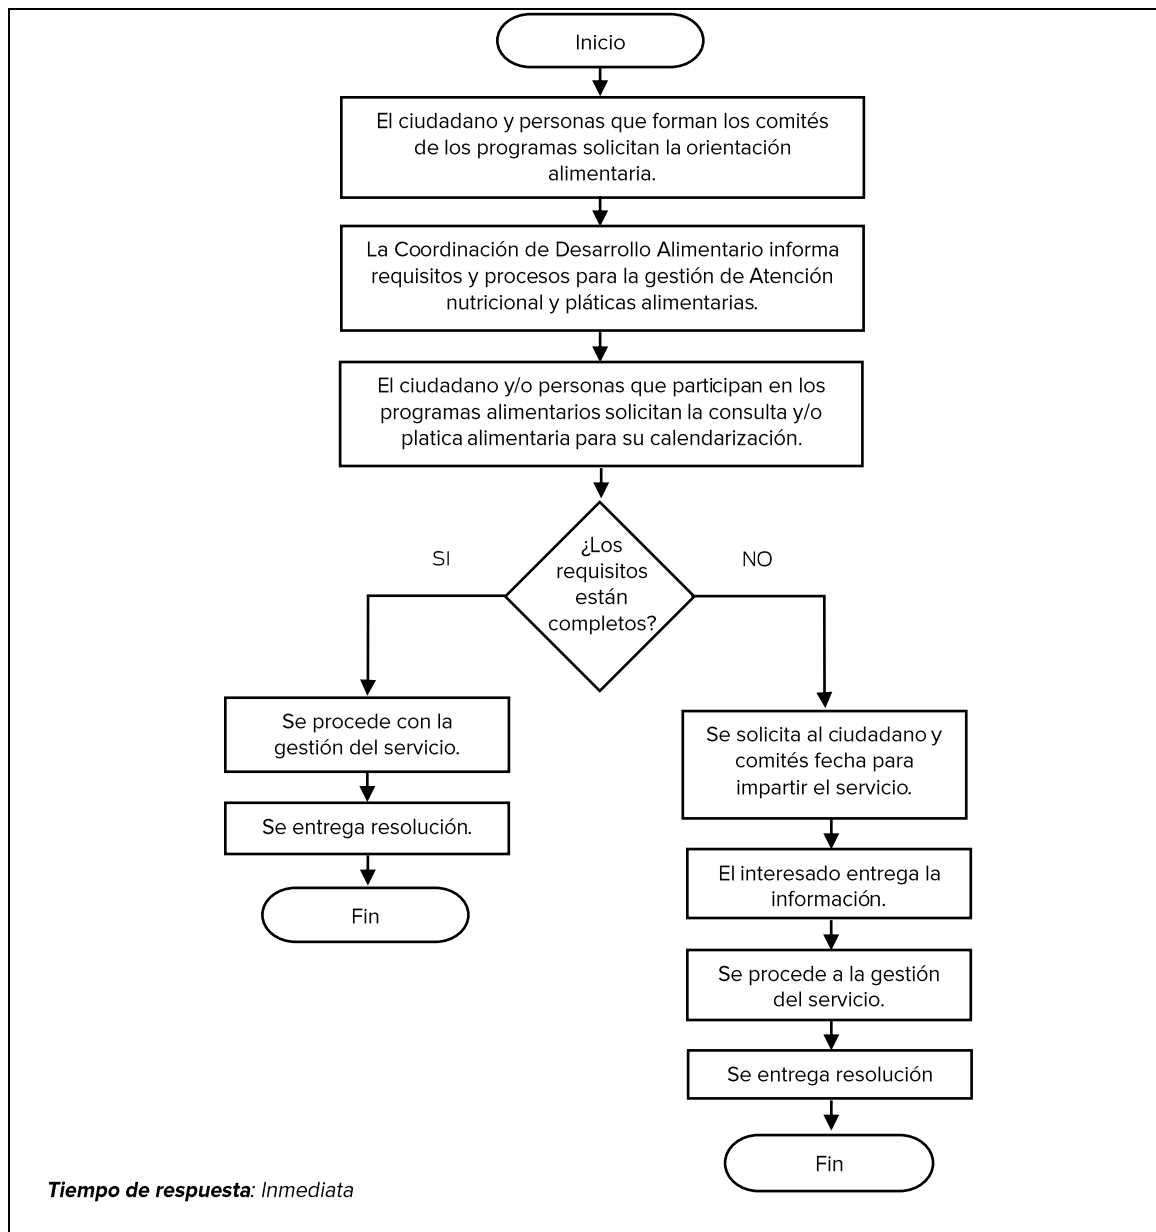 Inicio
El ciudadano y personas que forman los comités
de los programas solicitan la orientación
alimentaria.
La Coordinación de Desarrollo Alimentario informa
requisitos y procesos para la gestión de Atención
nutricional y pláticas alimentarias.
El ciudadano y/o personas que participan en los
programas alimentarios solicitan la consulta y/o
platica alimentaria para su calendarización.
¿Los
requisitos
están
completos?
SI
NO
Se procede con la
gestión del servicio.
Se entrega resolución.
Fin
Se solicita al ciudadano y
comités fecha para
impartir el servicio.
El interesado entrega la
información.
Se procede a la gestión
del servicio.
Se entrega resolución
Fin
Tiempo de respuesta: Inmediata